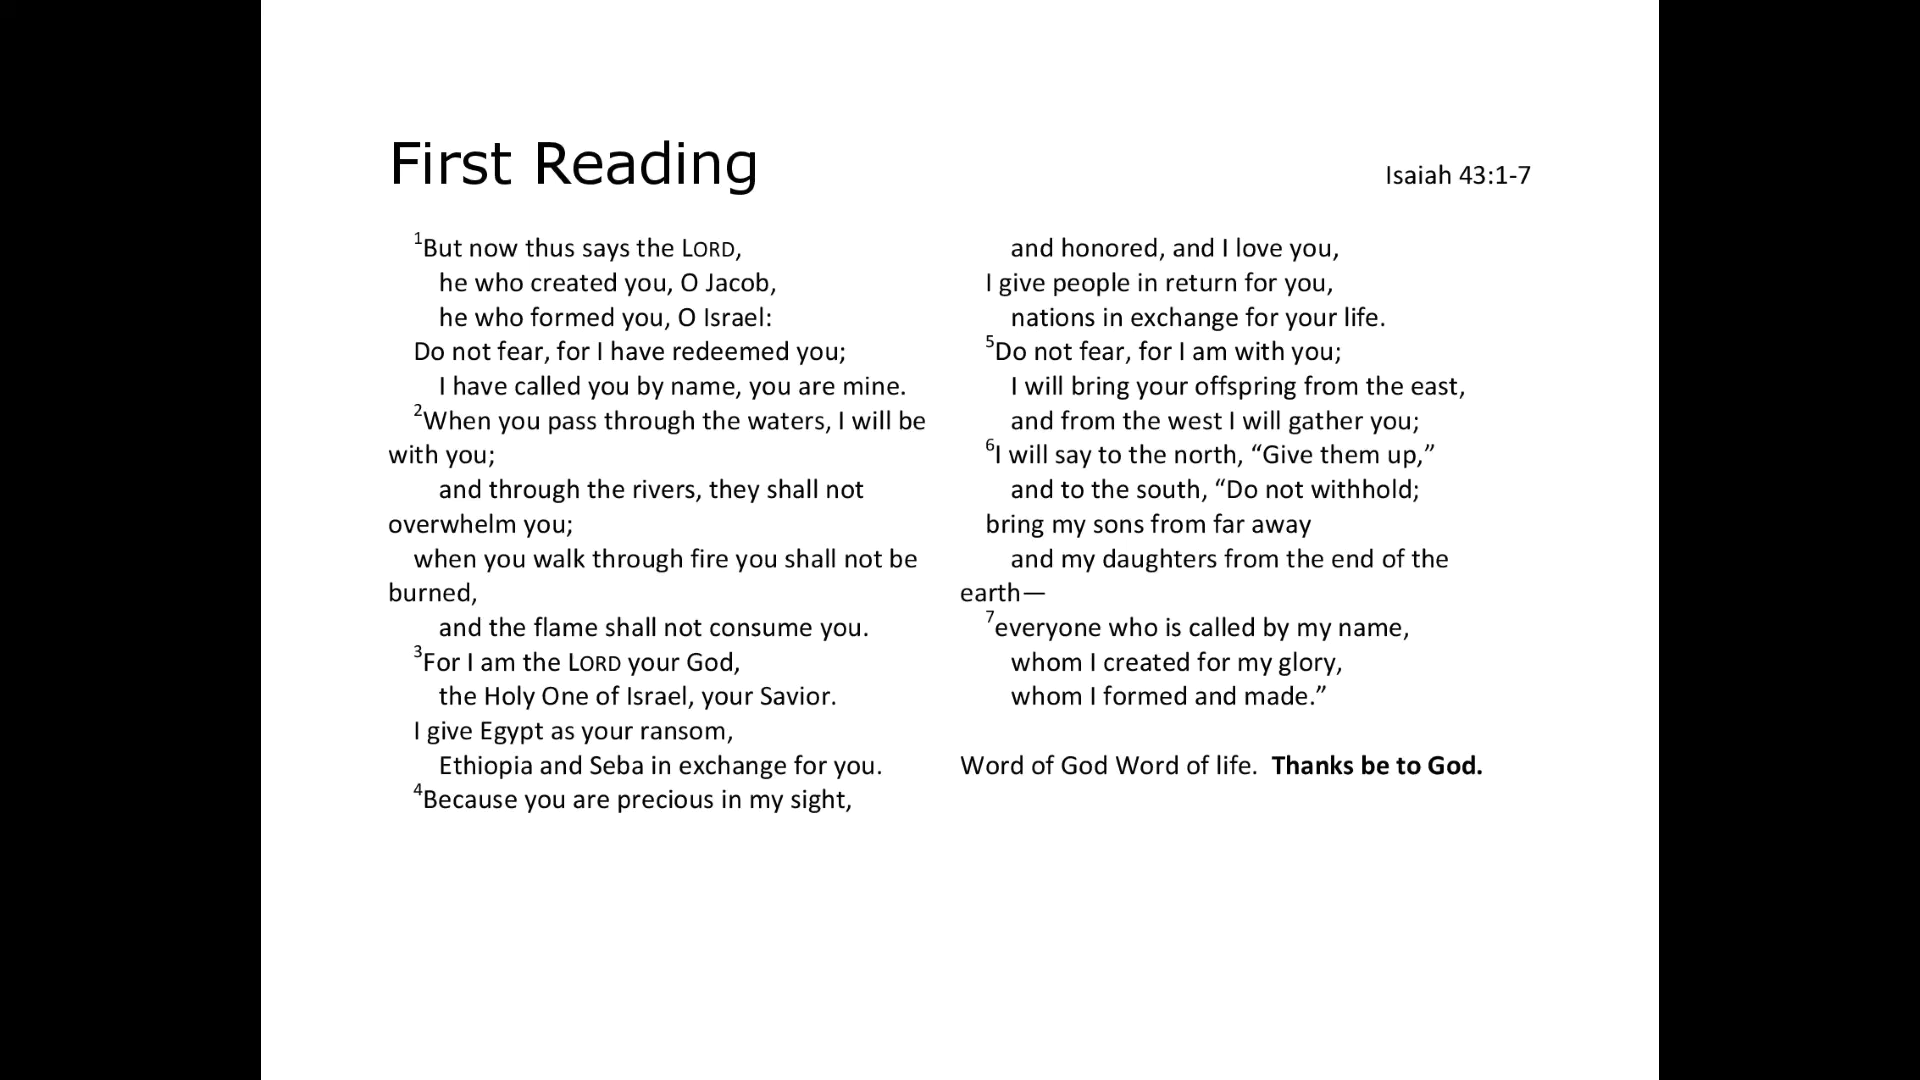 First Reading
Isaiah 43:1-7
1But now thus says the LORD,
he who created you, O Jacob,
he who formed you, O Israel:
Do not fear, for I have redeemed you;
I have called you by name, you are mine.
2When you pass through the waters, I will be
with you;
and through the rivers, they shall not
overwhelm you;
when you walk through fire you shall not be
burned,
and the flame shall not consume you.
3For I am the LORD your God,
the Holy One of Israel, your Savior.
I give Egypt as your ransom,
Ethiopia and Seba in exchange for you.
4Because you are precious in my sight,
and honored, and I love you,
I give people in return for you,
nations in exchange for your life.
5Do not fear, for I am with you;
I will bring your offspring from the east,
and from the west I will gather you;
6I will say to the north, “Give them up,”
and to the south, “Do not withhold;
bring my sons from far away
and my daughters from the end of the
earth—
7everyone who is called by my name,
whom I created for my glory,
whom I formed and made.”
Word of God Word of life. Thanks be to God.